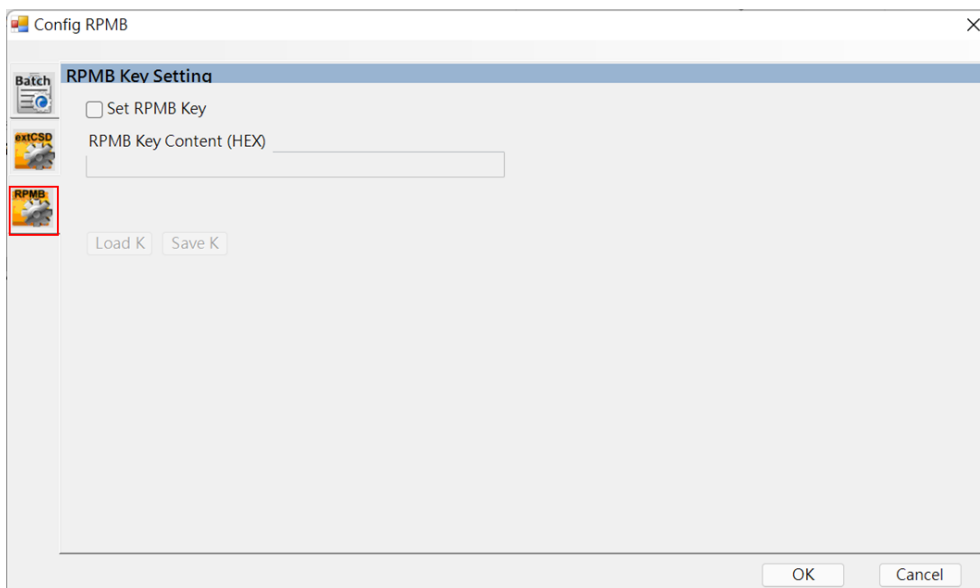 Config RPMB
Batch
RPMB Key Setting
Set RPMB Key
extCSD
RPMB Key Content (HEX)
RPMB
Load K
Save K
OK
Cancel